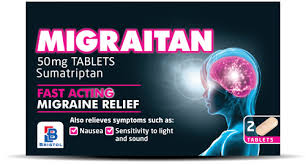 MIGRAITAN
50mg TABLETS
Sumatriptan
FAST ACTING
MIGRAINE RELIEF
Also relieves symptoms such as:
✓ Nausea ✓ Sensitivity to light
and sound
BRISTOL
2
TABLETS